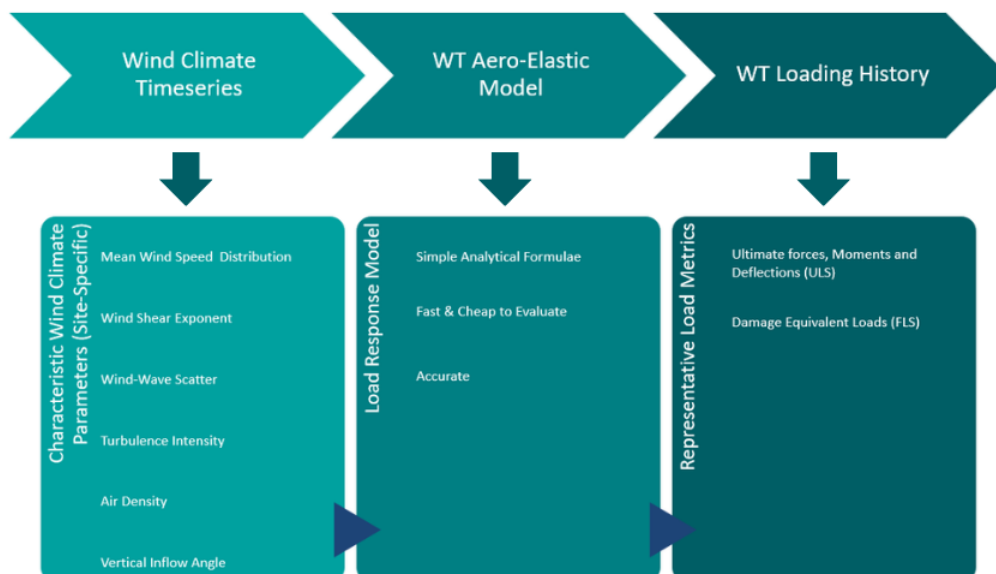 Wind Climate
Timeseries
WT Aero-Elastic
Model
WT Loading History
Characteristic Wind Climate
Parameters (Site-Specific)
Mean Wind Speed Distribution
Wind Shear Exponent
Wind-Wave Scatter
Turbulence Intensity
Air Density
Vertical Inflow Angle
Load Response Model
Simple Analytical Formulae
Fast & Cheap to Evaluate
Accurate
Representative Load Metrics
Ultimate forces, Moments and
Deflections (ULS)
Damage Equivalent Loads (FLS)